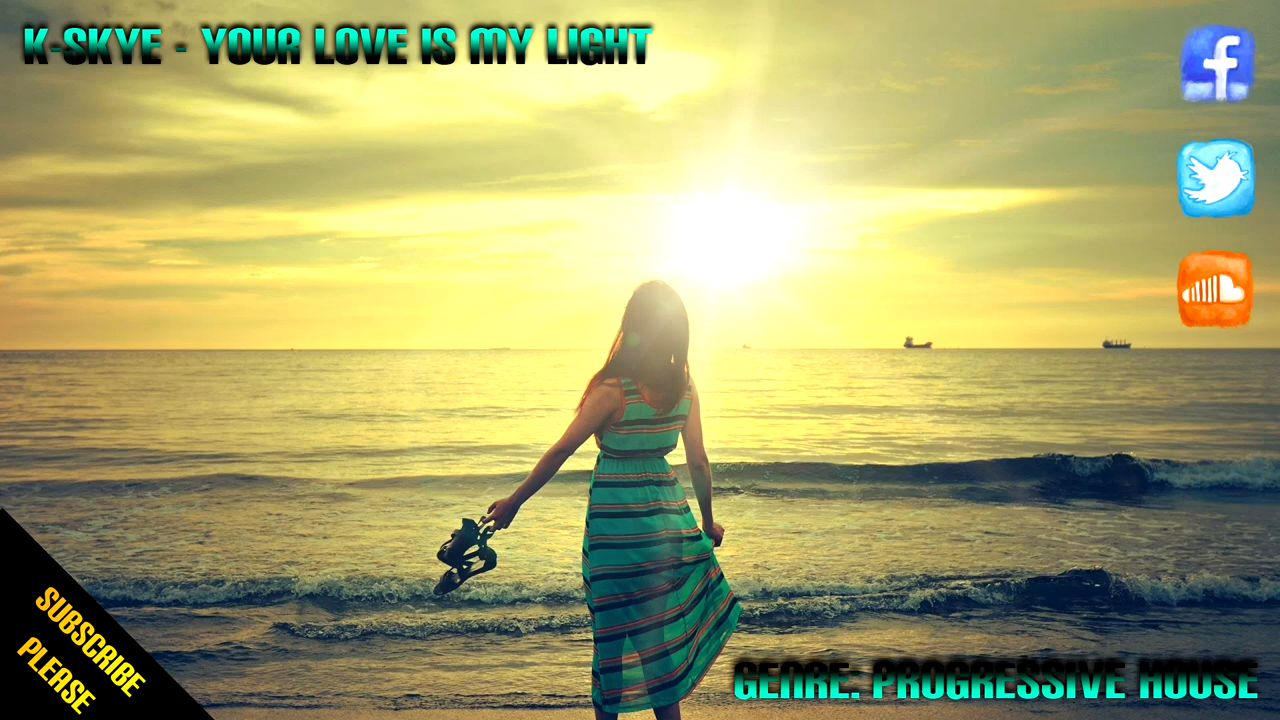 K-SKYE - YOUR LOVE IS MY LIGHT
SUBSCRIBE
PLEASE
GENRE: PROGRESSIVE HOUSE